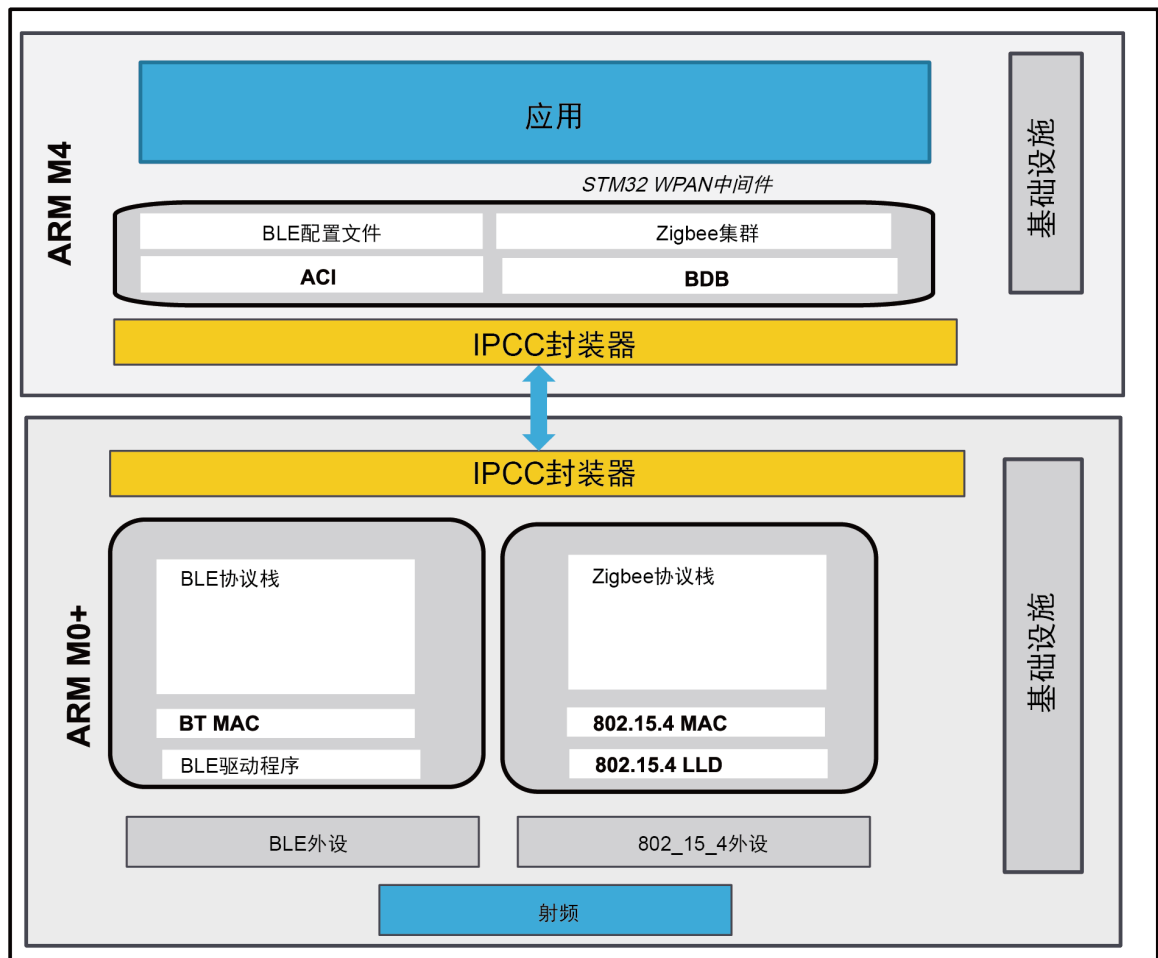 ARM M4
应用
基础设施
STM32 WPAN中间件
BLE配置文件
Zigbee集群
ACI
BDB
IPCC封装器
ARM M0+
IPCC封装器
基础设施
BLE协议栈
Zigbee协议栈
BT MAC
802.15.4 MAC
BLE驱动程序
802.15.4 LLD
BLE外设
802_15_4外设
射频